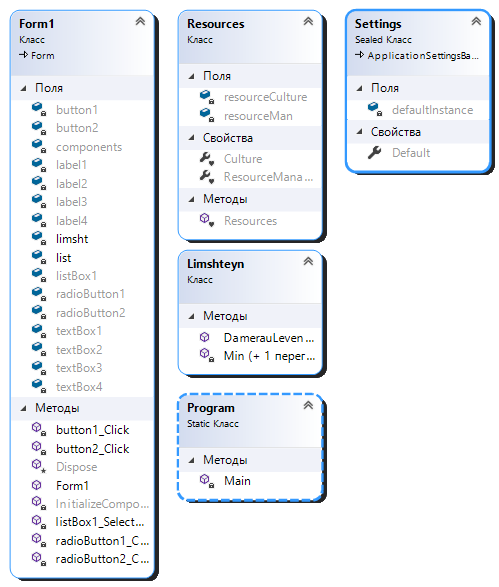 Form1
Класс
Form
Поля
button1
button2
components
label1
label2
label3
label4
limsht
list
listBox1
radioButton1
radioButton2
textBox1
textBox2
textBox3
textBox4
Методы
button1_Click
button2_Click
Dispose
Form1
InitializeCompo...
listBox1_Select...
radioButton1_C...
radioButton2_C...
Resources
Класс
Поля
resourceCulture
resourceMan
Свойства
Culture
ResourceMana...
Методы
Resources
Limshteyn
Класс
Методы
DamerauLeven...
Min (+ 1 перег...
Program
Static Класс
Методы
Main
Settings
Sealed Класс
ApplicationSettingsBa...
Поля
defaultInstance
Свойства
Default